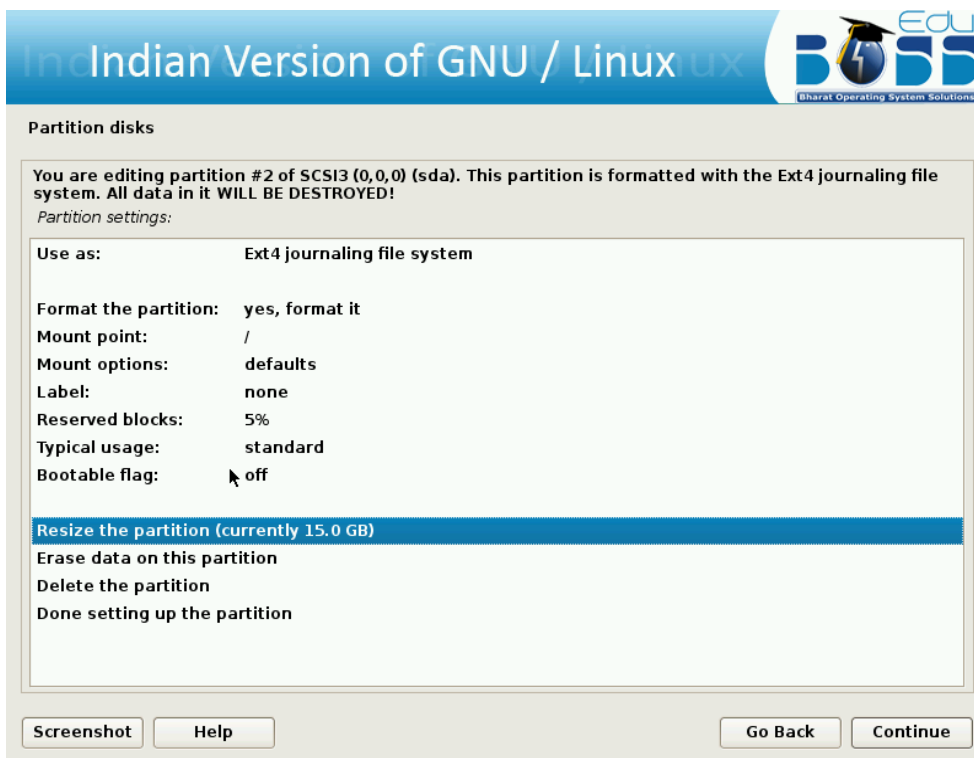 Indian Version of GNU / Linux
Edu
BOSS
Bharat Operating System Solutions
Partition disks
You are editing partition #2 of SCSI3 (0,0,0) (sda). This partition is formatted with the Ext4 journaling file
system. All data in it WILL BE DESTROYED!
Partition settings:
Use as: Ext4 journaling file system
Format the partition: yes, format it
Mount point: /
Mount options: defaults
Label: none
Reserved blocks: 5%
Typical usage: standard
Bootable flag: off
Resize the partition (currently 15.0 GB)
Erase data on this partition
Delete the partition
Done setting up the partition
Screenshot Help Go Back Continue